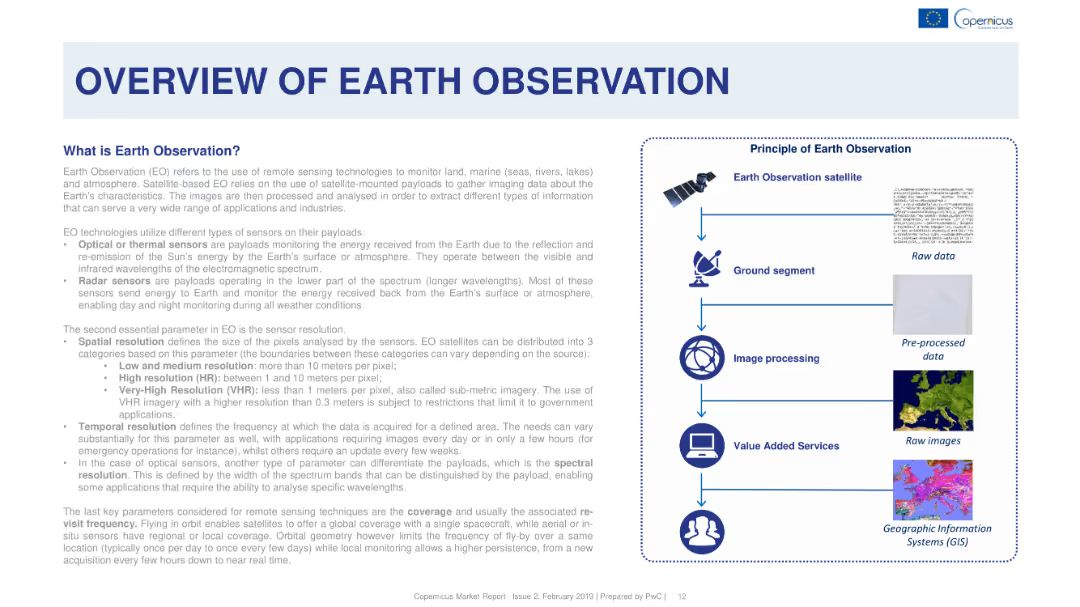 Copernicus
OVERVIEW OF EARTH OBSERVATION
What is Earth Observation?
Earth Observation (EO) refers to the use of remote sensing technologies to monitor land, marine (seas, rivers, lakes)
and atmosphere. Satellite-based EO relies on the use of satellite-mounted payloads to gather imaging data about the
Earth's characteristics. The images are then processed and analysed in order to extract different types of information
that can serve a very wide range of applications and industries.
EO technologies utilize different types of sensors on their payloads:
• Optical or thermal sensors are payloads monitoring the energy received from the Earth due to the reflection and
re-emission of the Sun's energy by the Earth's surface or atmosphere. They operate between the visible and
infrared wavelengths of the electromagnetic spectrum.
• Radar sensors are payloads operating in the lower part of the spectrum (longer wavelengths). Most of these
sensors send energy to Earth and monitor the energy received back from the Earth's surface or atmosphere,
enabling day and night monitoring during all weather conditions.
The second essential parameter in EO is the sensor resolution.
• Spatial resolution defines the size of the pixels analysed by the sensors. EO satellites can be distributed into 3
categories based on this parameter (the boundaries between these categories can vary depending on the source):
• Low and medium resolution: more than 10 meters per pixel;
• High resolution (HR): between 1 and 10 meters per pixel;
• Very-High Resolution (VHR): less than 1 meters per pixel, also called sub-metric imagery. The use of
VHR imagery with a higher resolution than 0.3 meters is subject to restrictions that limit it to government
applications.
• Temporal resolution defines the frequency at which the data is acquired for a defined area. The needs can vary
substantially for this parameter as well, with applications requiring images every day or in only a few hours (for
emergency operations for instance), whilst others require an update every few weeks.
• In the case of optical sensors, another type of parameter can differentiate the payloads, which is the spectral
resolution. This is defined by the width of the spectrum bands that can be distinguished by the payload, enabling
some applications that require the ability to analyse specific wavelengths.
The last key parameters considered for remote sensing techniques are the coverage and usually the associated re-
visit frequency. Flying in orbit enables satellites to offer a global coverage with a single spacecraft, while aerial or in-
situ sensors have regional or local coverage. Orbital geometry however limits the frequency of fly-by over a same
location (typically once per day to once every few days) while local monitoring allows a higher persistence, from a new
acquisition every few hours down to near real time.
Principle of Earth Observation
Earth Observation satellite
Raw data
Ground segment
Pre-processed
data
Image processing
Raw images
Value Added Services
Geographic Information
Systems (GIS)
Copernicus Market Report Issue 2, February 2019 | Prepared by PwC | 12